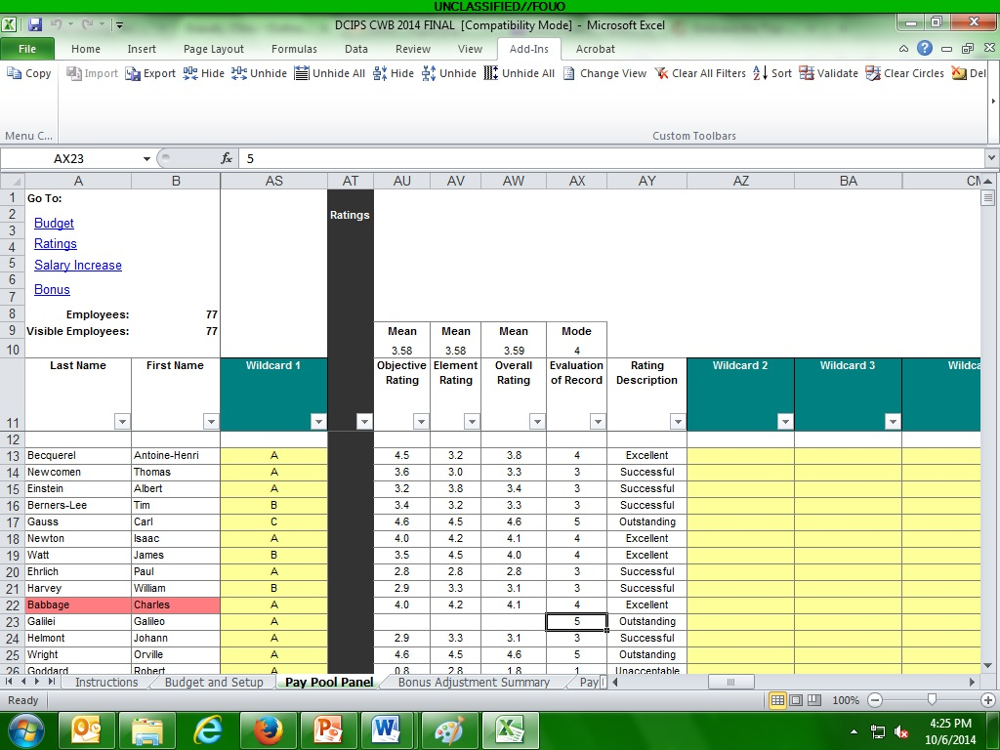 UNCLASSIFIED//FOUO
DCIPS CWB 2014 FINAL [Compatibility Mode] - Microsoft Excel
File Home Insert Page Layout Formulas Data Review View Add-Ins Acrobat
Copy Import Export Hide Unhide Unhide All Hide Unhide Unhide All Change View Clear All Filters Sort Validate Clear Circles Del
Menu C... Custom Toolbars
AX23 fx 5
A B AS AT AU AV AW AX AY AZ BA CM
1 Go To:
2 Ratings
Budget
3
4 Ratings
5 Salary Increase
6
Bonus
7
8 Employees: 77
9 Visible Employees: 77 Mean Mean Mean Mode
10 3.58 3.58 3.59 4
Last Name First Name Wildcard 1 Objective Element Overall Evaluation Rating Wildcard 2 Wildcard 3 Wildca
Rating Rating Rating of Record Description
11
12
13 Becquerel Antoine-Henri A 4.5 3.2 3.8 4 Excellent
14 Newcomen Thomas A 3.6 3.0 3.3 3 Successful
15 Einstein Albert A 3.2 3.8 3.4 3 Successful
16 Berners-Lee Tim B 3.4 3.2 3.3 3 Successful
17 Gauss Carl C 4.6 4.5 4.6 5 Outstanding
18 Newton Isaac A 4.0 4.2 4.1 4 Excellent
19 Watt James B 3.5 4.5 4.0 4 Excellent
20 Ehrlich Paul A 2.8 2.8 2.8 3 Successful
21 Harvey William B 2.9 3.3 3.1 3 Successful
22 Babbage Charles A 4.0 4.2 4.1 4 Excellent
23 Galilei Galileo A 5 Outstanding
24 Helmont Johann A 2.9 3.3 3.1 3 Successful
25 Wright Orville A 4.6 4.5 4.6 5 Outstanding
26 Goddard Robert A 0.8 2.8 1.8 1 Unacceptable
Instructions Budget and Setup Pay Pool Panel Bonus Adjustment Summary Pay
Ready 100%
4:25 PM
10/6/2014